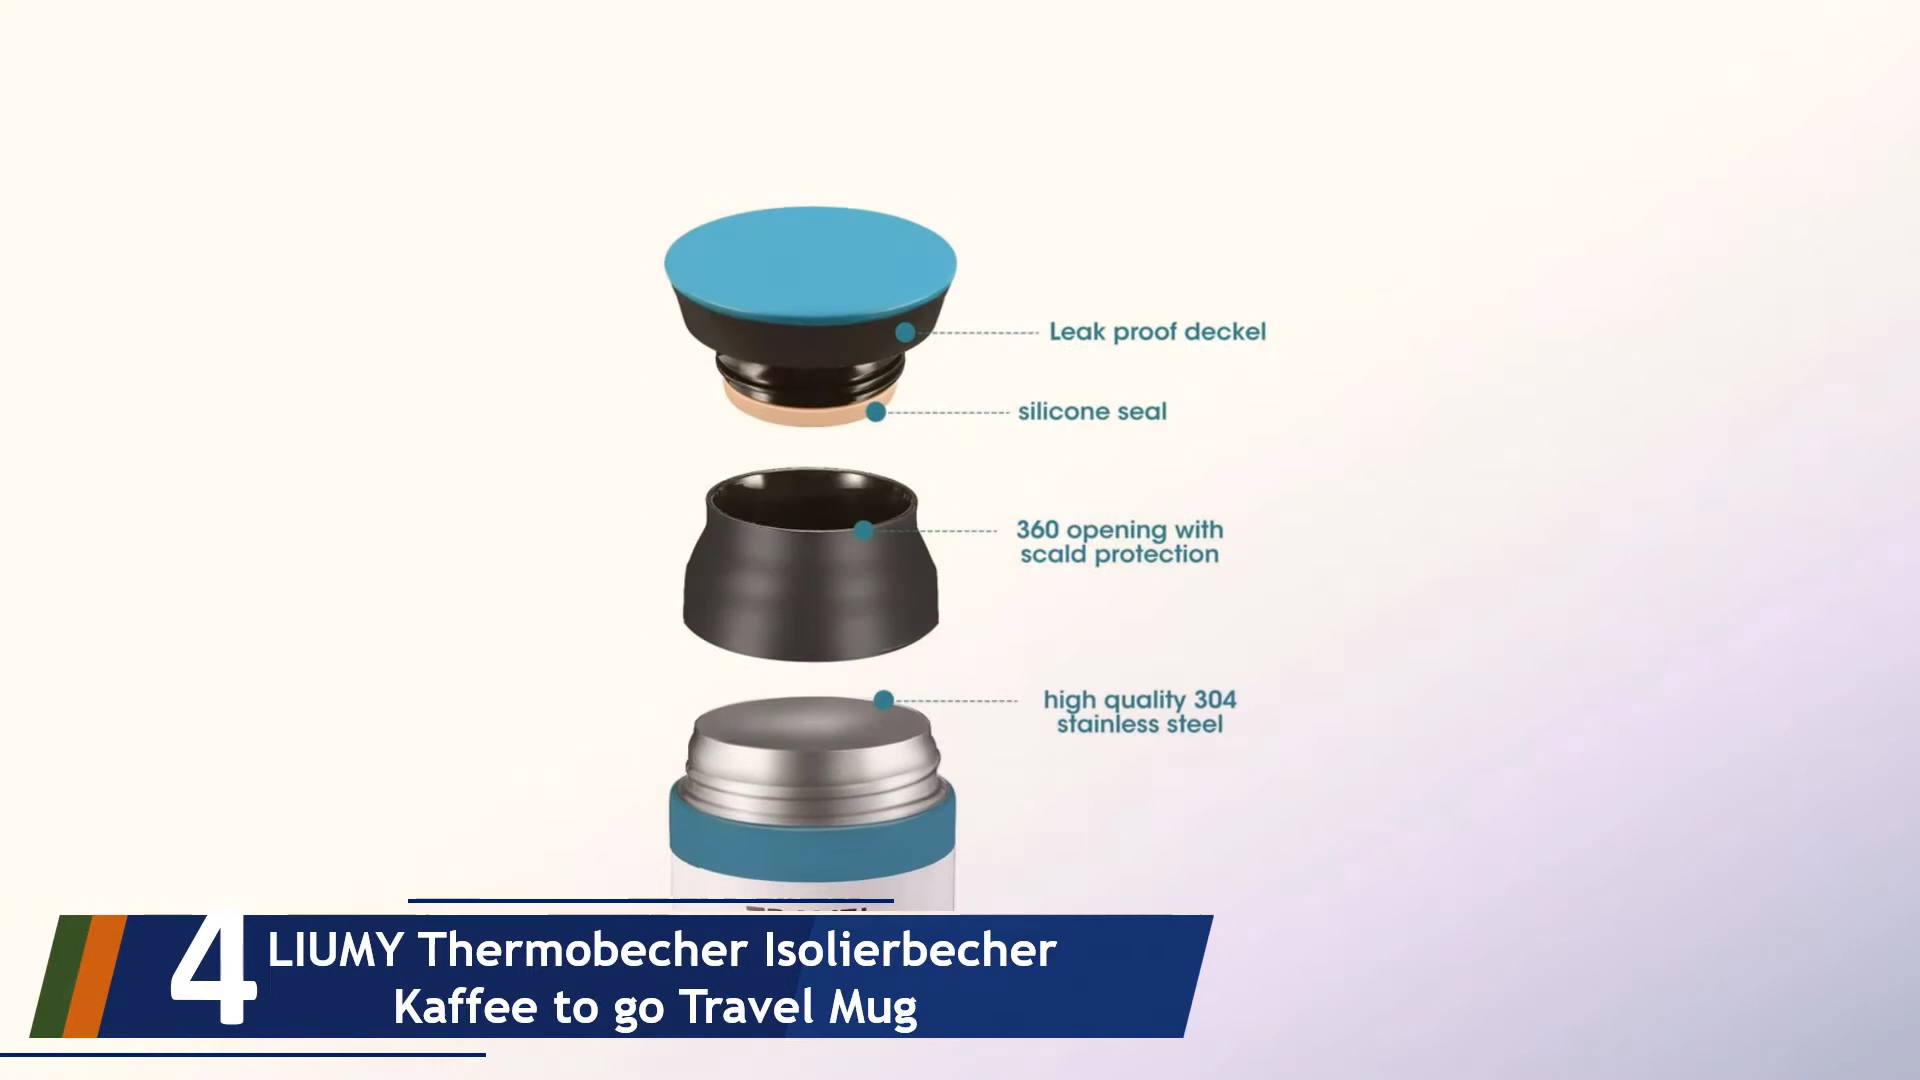 Leak proof deckel
silicone seal
360 opening with
scald protection
high quality 304
stainless steel
4
LIUMY Thermobecher Isolierbecher
Kaffee to go Travel Mug